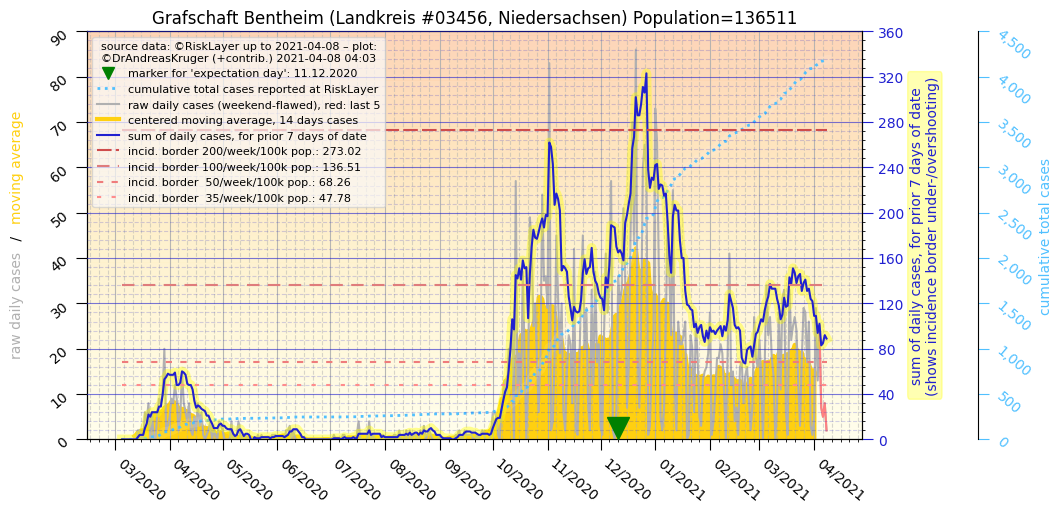 Grafschaft Bentheim (Landkreis #03456, Niedersachsen) Population=136511
source data: ©RiskLayer up to 2021-04-08 – plot:
©DrAndreasKruger (+contrib.) 2021-04-08 04:03
marker for 'expectation day': 11.12.2020
cumulative total cases reported at RiskLayer
raw daily cases (weekend-flawed), red: last 5
centered moving average, 14 days cases
sum of daily cases, for prior 7 days of date
incid. border 200/week/100k pop.: 273.02
incid. border 100/week/100k pop.: 136.51
incid. border  50/week/100k pop.: 68.26
incid. border  35/week/100k pop.: 47.78
raw daily cases / moving average
90
80
70
60
50
40
30
20
10
0
03/2020
04/2020
05/2020
06/2020
07/2020
08/2020
09/2020
10/2020
11/2020
12/2020
01/2021
02/2021
03/2021
04/2021
360
320
280
240
200
160
120
80
40
0
sum of daily cases, for prior 7 days of date
(shows incidence border under-/overshooting)
4,500
4,000
3,500
3,000
2,500
2,000
1,500
1,000
500
0
cumulative total cases